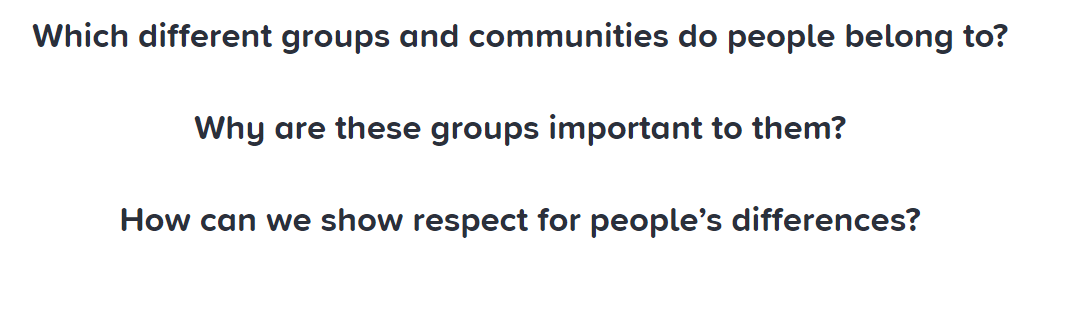 Which different groups and communities do people belong to?
Why are these groups important to them?
How can we show respect for people’s differences?